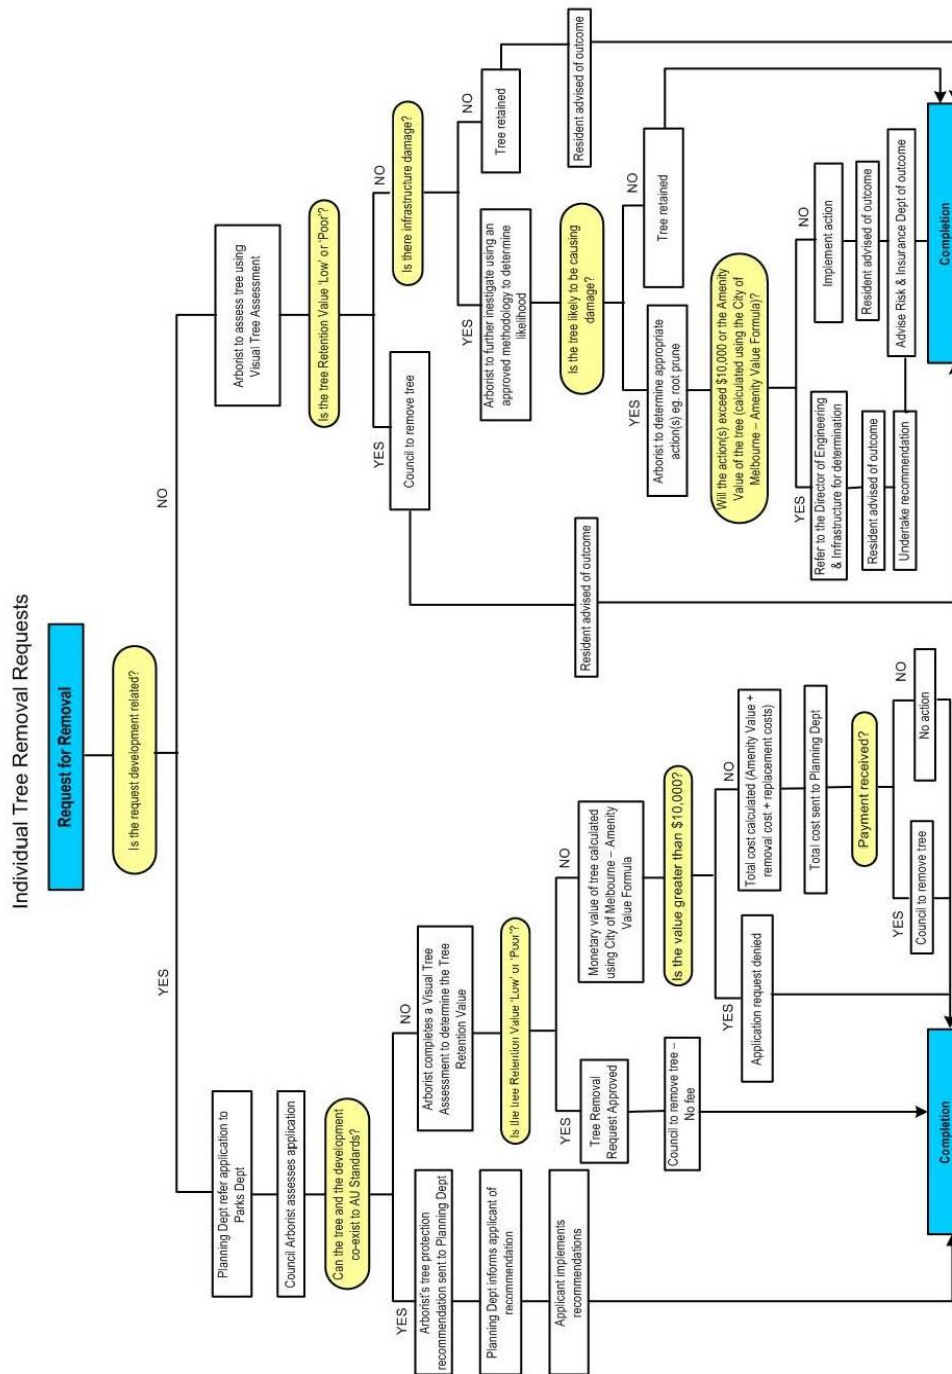 Individual Tree Removal Requests
Request for Removal
Is the request development related?
YES
NO
Planning Dept refer application to
Parks Dept
Council Arborist assesses application
Can the tree and the development
co-exist to AU Standards?
YES
NO
Arborist's tree protection
recommendation sent to Planning Dept
Planning Dept informs applicant of
recommendation
Applicant implements
recommendations
Arborist completes a Visual Tree
Assessment to determine the Tree
Retention Value
Is the tree Retention Value 'Low' or 'Poor'?
YES
NO
Tree Removal
Request Approved
Council to remove tree –
No fee
Monetary value of tree calculated
using City of Melbourne – Amenity
Value Formula
Is the value greater than $10,000?
YES
NO
Application request denied
Total cost calculated (Amenity Value +
removal cost + replacement costs)
Total cost sent to Planning Dept
Payment received?
YES
NO
Council to remove tree
No action
Completion
Arborist to assess tree using
Visual Tree Assessment
Is the tree Retention Value 'Low' or 'Poor'?
YES
NO
Council to remove tree
Resident advised of outcome
Is there infrastructure damage?
YES
NO
Arborist to further investigate using an
approved methodology to determine
likelihood
Tree retained
Resident advised of outcome
Is the tree likely to be causing
damage?
YES
NO
Arborist to determine appropriate
action(s) eg. root prune
Tree retained
Will the action(s) exceed $10,000 or the Amenity
Value of the tree (calculated using the City of
Melbourne – Amenity Value Formula)?
YES
NO
Refer to the Director of Engineering
& Infrastructure for determination
Resident advised of outcome
Undertake recommendation
Implement action
Resident advised of outcome
Advise Risk & Insurance Dept of outcome
Completion